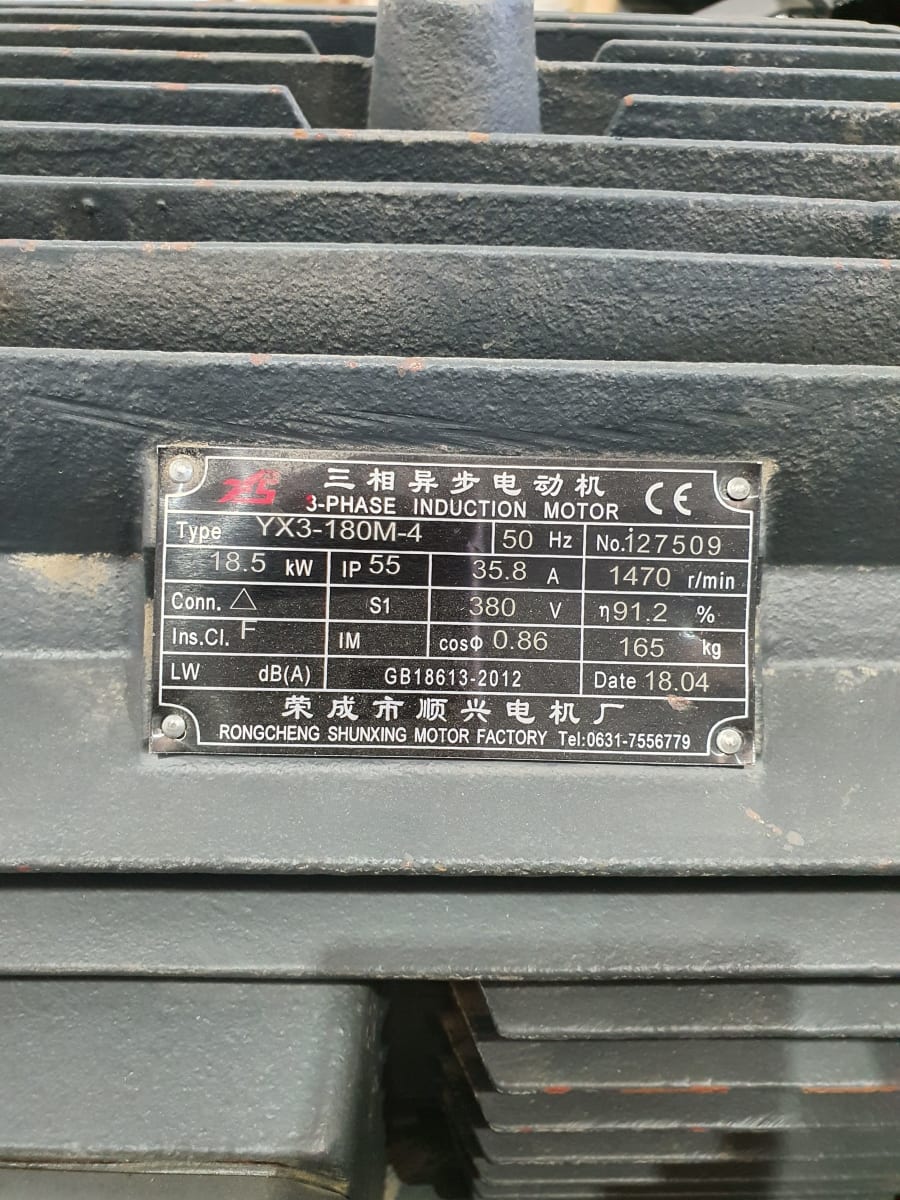 三相异步电动机
3-PHASE INDUCTION MOTOR
CE
Type YX3-180M-4 50 Hz No.127509
18.5 kW IP 55 35.8 A 1470 r/min
Conn. △ S1 380 V η91.2 %
Ins.Cl. F IM cosΦ 0.86 165 kg
LW dB(A) GB18613-2012 Date 18.04
荣成市顺兴电机厂
RONGCHENG SHUNXING MOTOR FACTORY Tel:0631-7556779